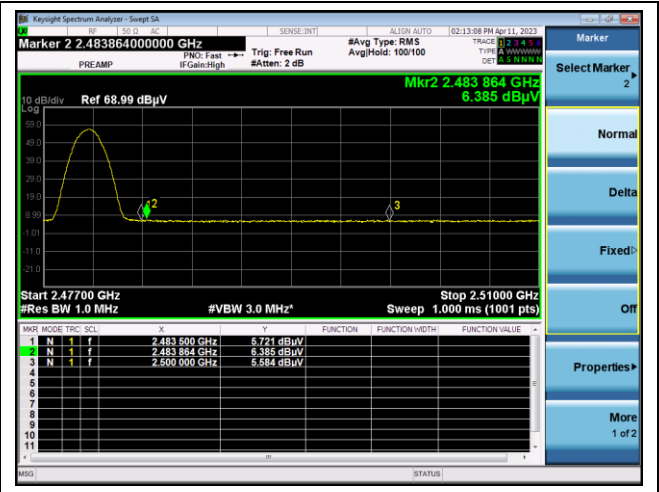 Keysight Spectrum Analyzer - Swept SA
RF 50 Ω AC SENSE:INT ALIGN AUTO 02:13:08 PM Apr 11, 2023
Marker 2 2.483864000000 GHz
PREAMP
PNO: Fast
IFGain:High
Trig: Free Run
#Atten: 2 dB
#Avg Type: RMS
Avg|Hold: 100/100
TRACE 1 2 3 4 5 6
TYPE A WWWWW
DET A S N N N N
Mkr2 2.483 864 GHz
6.385 dBµV
10 dB/div Ref 68.99 dBµV
Log
59.0
49.0
39.0
29.0
19.0
8.99
-1.01
-11.0
-21.0
1 2
3
Start 2.47700 GHz Stop 2.51000 GHz
#Res BW 1.0 MHz #VBW 3.0 MHz* Sweep 1.000 ms (1001 pts)
MKR MODE TRC SCL X Y FUNCTION FUNCTION WIDTH FUNCTION VALUE
1 N 1 f 2.483 500 GHz 5.721 dBµV
2 N 1 f 2.483 864 GHz 6.385 dBµV
3 N 1 f 2.500 000 GHz 5.584 dBµV
4
5
6
7
8
9
10
11
MSG STATUS
Marker
Select Marker
2
Normal
Delta
Fixed
Off
Properties
More
1 of 2